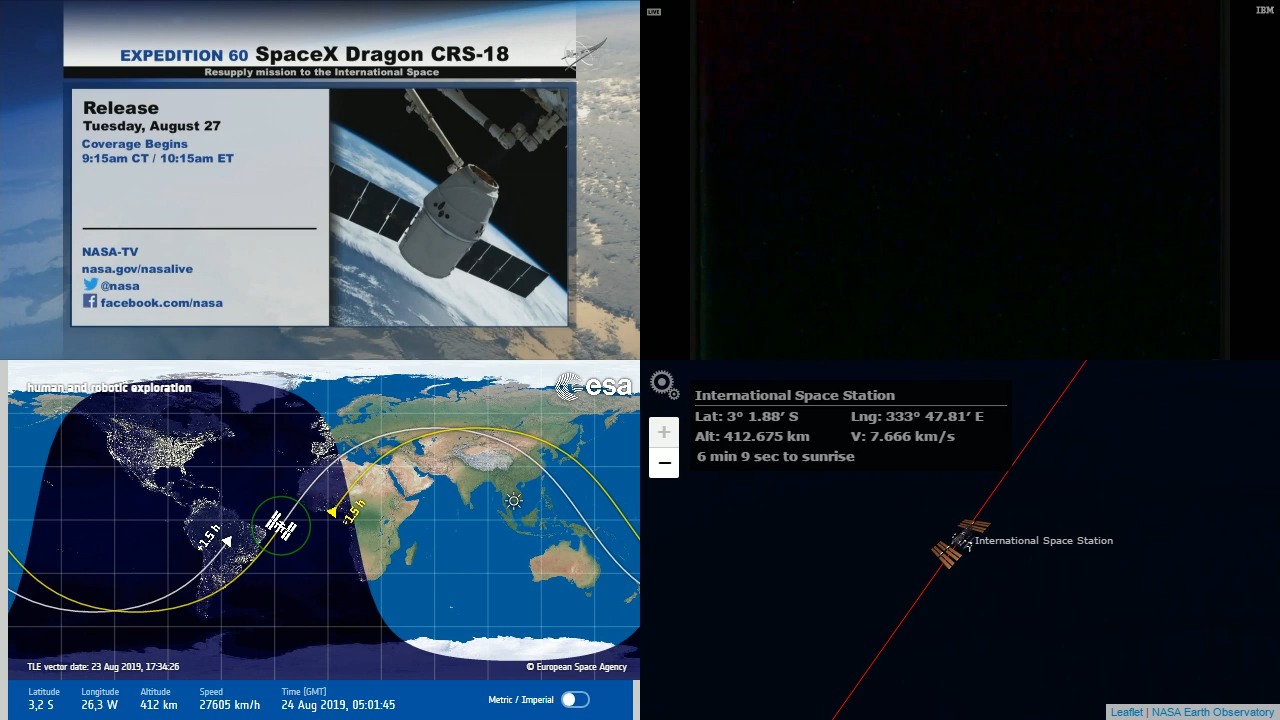 EXPEDITION 60 SpaceX Dragon CRS-18
Resupply mission to the International Space
Release
Tuesday, August 27
Coverage Begins
9:15am CT / 10:15am ET
NASA-TV
nasa.gov/nasalive
@nasa
facebook.com/nasa
LIVE
IBM
human and robotic exploration
esa
+1.5 h
-1.5 h
TLE vector date: 23 Aug 2019, 17:34:26
© European Space Agency
Latitude Longitude Altitude Speed Time [GMT]
3,2 S 26,3 W 412 km 27605 km/h 24 Aug 2019, 05:01:45
Metric / Imperial
International Space Station
Lat: 3° 1.88′ S Lng: 333° 47.81′ E
Alt: 412.675 km V: 7.666 km/s
6 min 9 sec to sunrise
+
−
International Space Station
Leaflet | NASA Earth Observatory